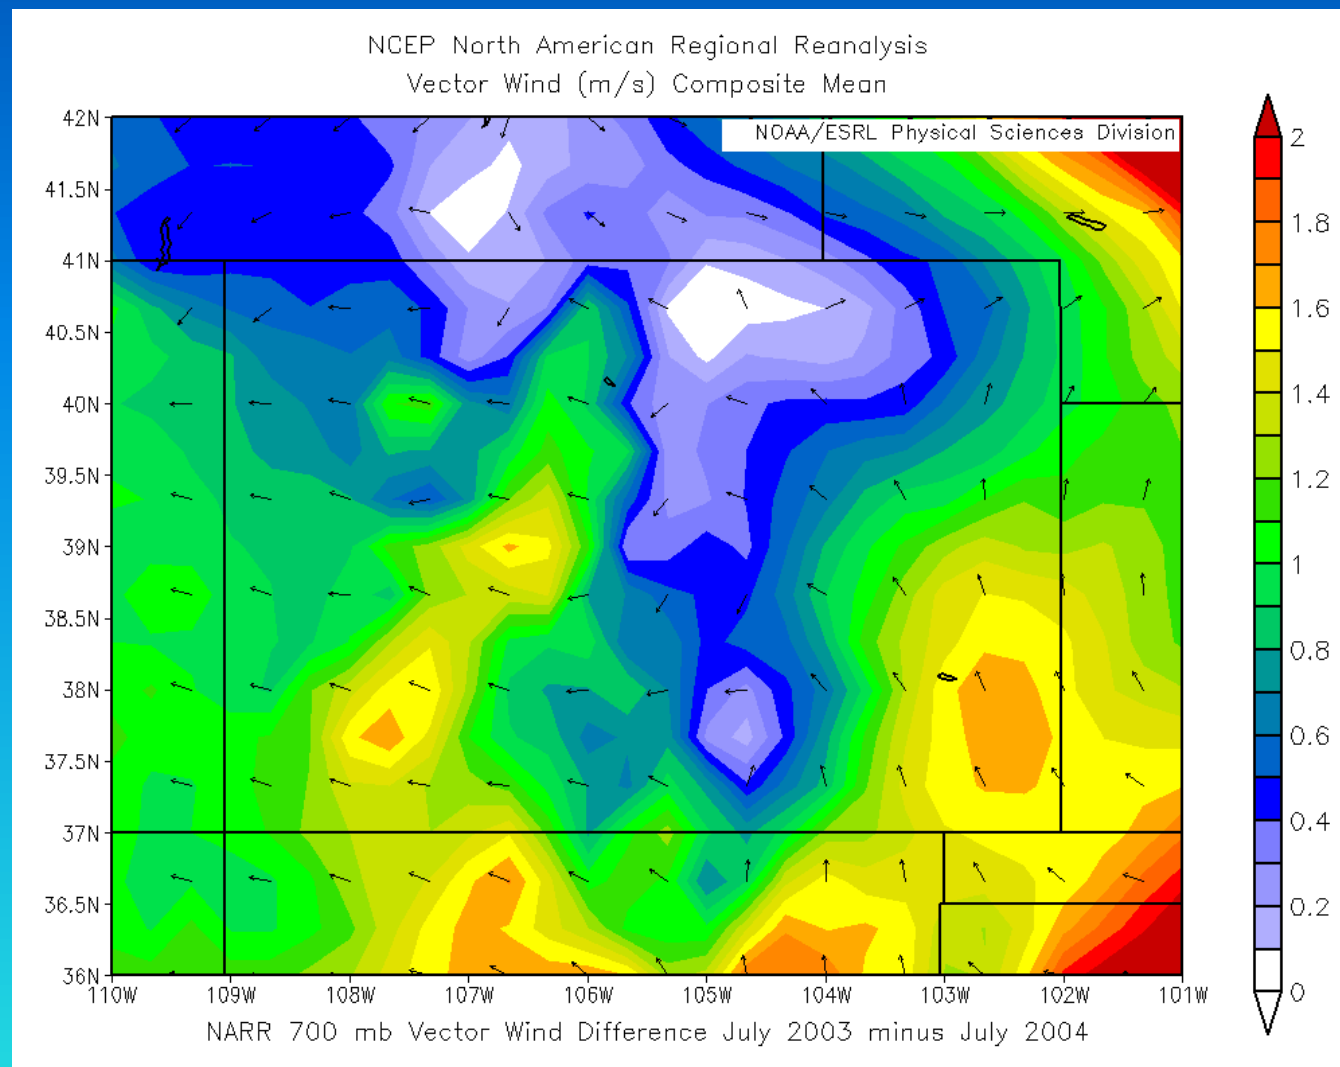 NCEP North American Regional Reanalysis
Vector Wind (m/s) Composite Mean
NOAA/ESRL Physical Sciences Division
42N
41.5N
41N
40.5N
40N
39.5N
39N
38.5N
38N
37.5N
37N
36.5N
36N
110W 109W 108W 107W 106W 105W 104W 103W 102W 101W
2
1.8
1.6
1.4
1.2
1
0.8
0.6
0.4
0.2
0
NARR 700 mb Vector Wind Difference July 2003 minus July 2004